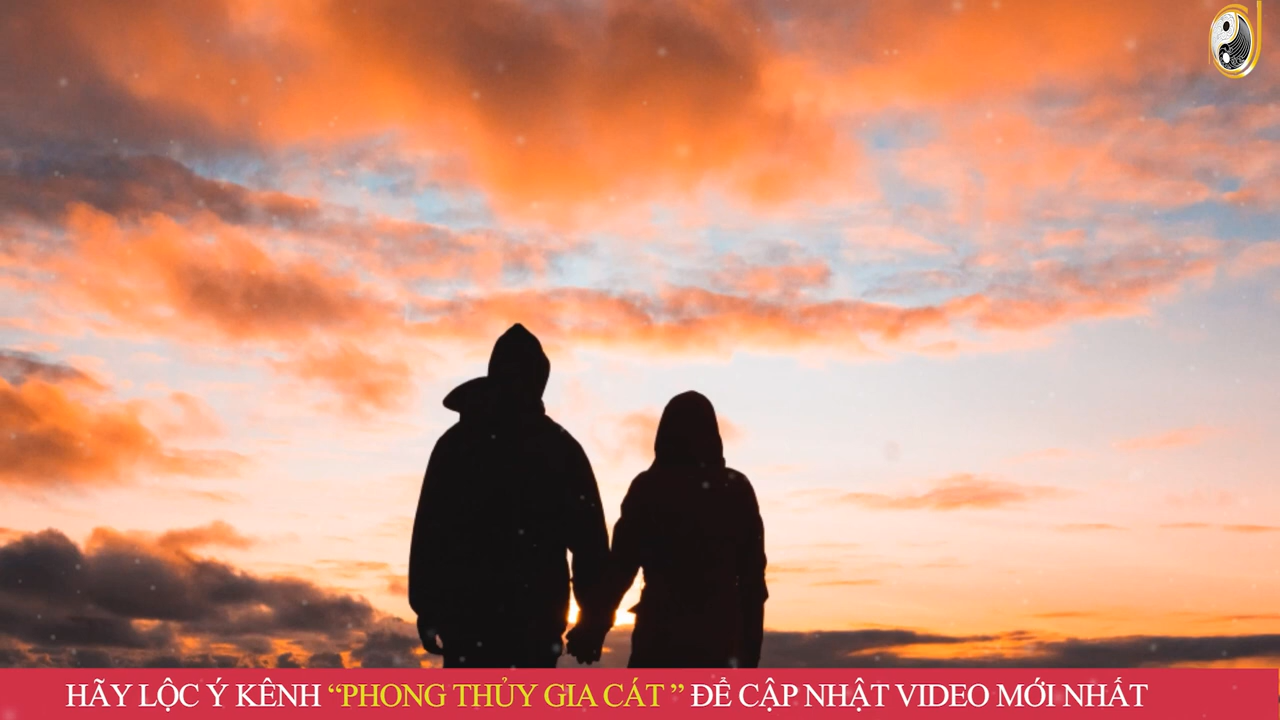 HÃY LỘC Ý KÊNH “PHONG THỦY GIA CÁT ” ĐỂ CẬP NHẬT VIDEO MỚI NHẤT